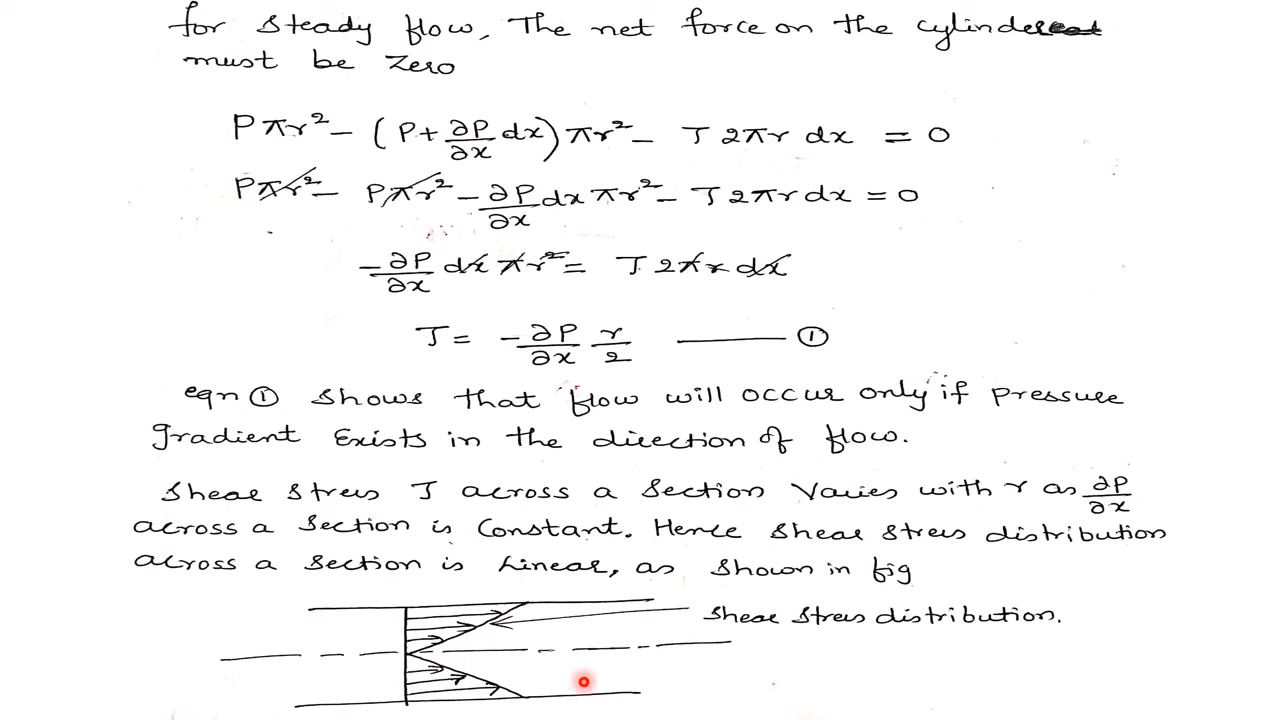 for steady flow, The net force on the cylinder
must be Zero
Pπr² – (P + ∂P/∂x dx) πr² – τ 2πr dx = 0
Pπr² – Pπr² – ∂P/∂x dx πr² – τ 2πr dx = 0
–∂P/∂x dx πr² = τ 2πr dx
τ = –∂P/∂x r/2 ——— ①
eqn ① shows that flow will occur only if pressure
gradient Exists in the direction of flow.
Shear stress τ across a section Varies with r as ∂P/∂x
across a section is Constant. Hence shear stress distribution
across a section is Linear, as shown in fig
shear stress distribution.